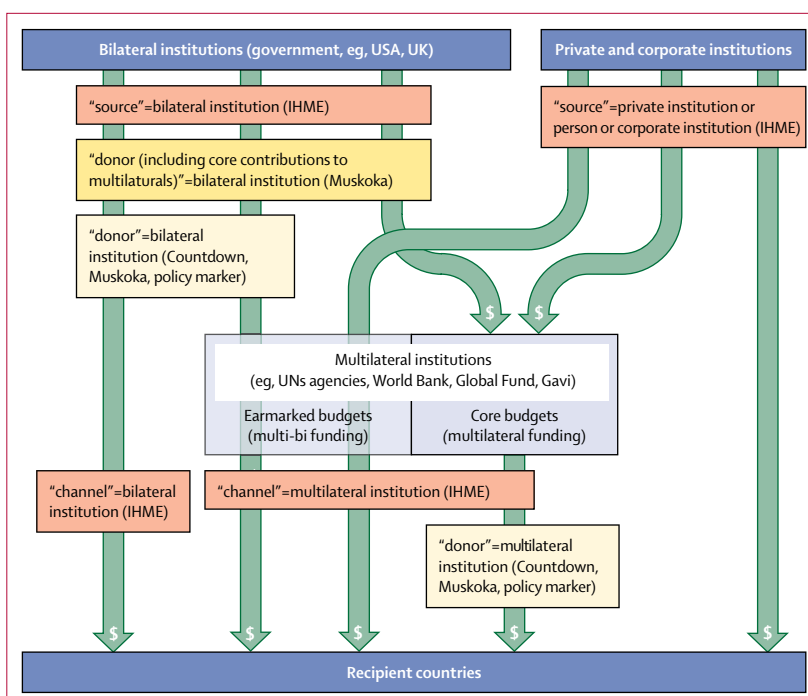 Bilateral institutions (government, eg, USA, UK)
Private and corporate institutions
“source”=bilateral institution (IHME)
“source”=private institution or
person or corporate institution (IHME)
“donor (including core contributions to
multilaturals)”=bilateral institution (Muskoka)
“donor”=bilateral
institution (Countdown,
Muskoka, policy marker)
$
$
Multilateral institutions
(eg, UNs agencies, World Bank, Global Fund, Gavi)
Earmarked budgets
(multi-bi funding)
Core budgets
(multilateral funding)
“channel”=bilateral
institution (IHME)
“channel”=multilateral institution (IHME)
“donor”=multilateral
institution (Countdown,
Muskoka, policy marker)
$
$
$
$
$
Recipient countries